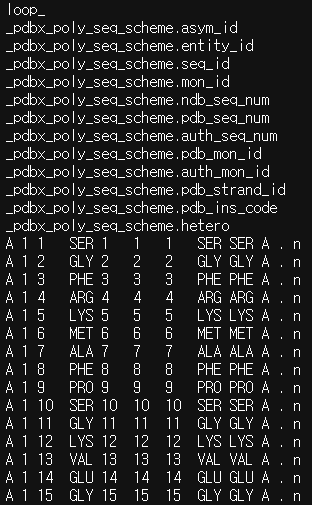 loop_
_pdbx_poly_seq_scheme.asym_id
_pdbx_poly_seq_scheme.entity_id
_pdbx_poly_seq_scheme.seq_id
_pdbx_poly_seq_scheme.mon_id
_pdbx_poly_seq_scheme.ndb_seq_num
_pdbx_poly_seq_scheme.pdb_seq_num
_pdbx_poly_seq_scheme.auth_seq_num
_pdbx_poly_seq_scheme.pdb_mon_id
_pdbx_poly_seq_scheme.auth_mon_id
_pdbx_poly_seq_scheme.pdb_strand_id
_pdbx_poly_seq_scheme.pdb_ins_code
_pdbx_poly_seq_scheme.hetero
A 1 1   SER 1   1   1   SER SER A . n
A 1 2   GLY 2   2   2   GLY GLY A . n
A 1 3   PHE 3   3   3   PHE PHE A . n
A 1 4   ARG 4   4   4   ARG ARG A . n
A 1 5   LYS 5   5   5   LYS LYS A . n
A 1 6   MET 6   6   6   MET MET A . n
A 1 7   ALA 7   7   7   ALA ALA A . n
A 1 8   PHE 8   8   8   PHE PHE A . n
A 1 9   PRO 9   9   9   PRO PRO A . n
A 1 10  SER 10  10  10  SER SER A . n
A 1 11  GLY 11  11  11  GLY GLY A . n
A 1 12  LYS 12  12  12  LYS LYS A . n
A 1 13  VAL 13  13  13  VAL VAL A . n
A 1 14  GLU 14  14  14  GLU GLU A . n
A 1 15  GLY 15  15  15  GLY GLY A . n